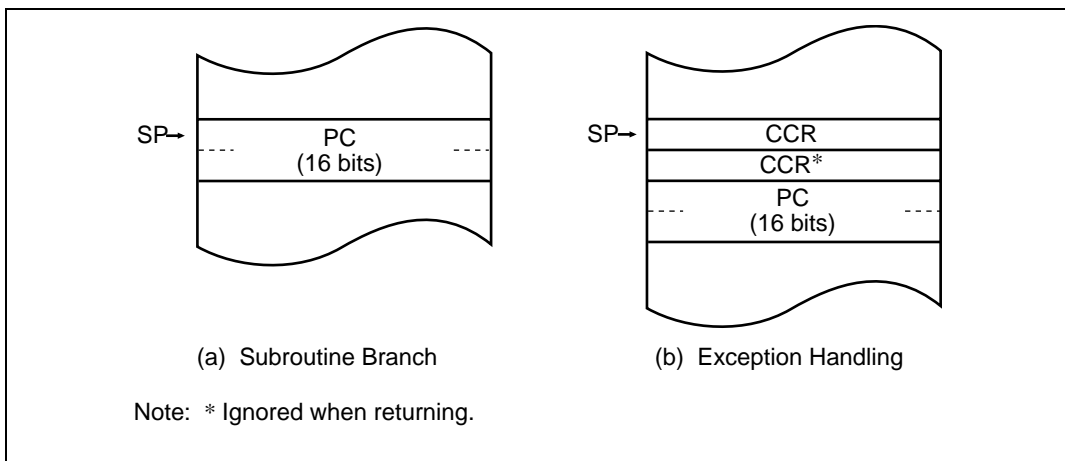 SP
PC
(16 bits)
SP
CCR
CCR*
PC
(16 bits)
(a) Subroutine Branch
(b) Exception Handling
Note: * Ignored when returning.